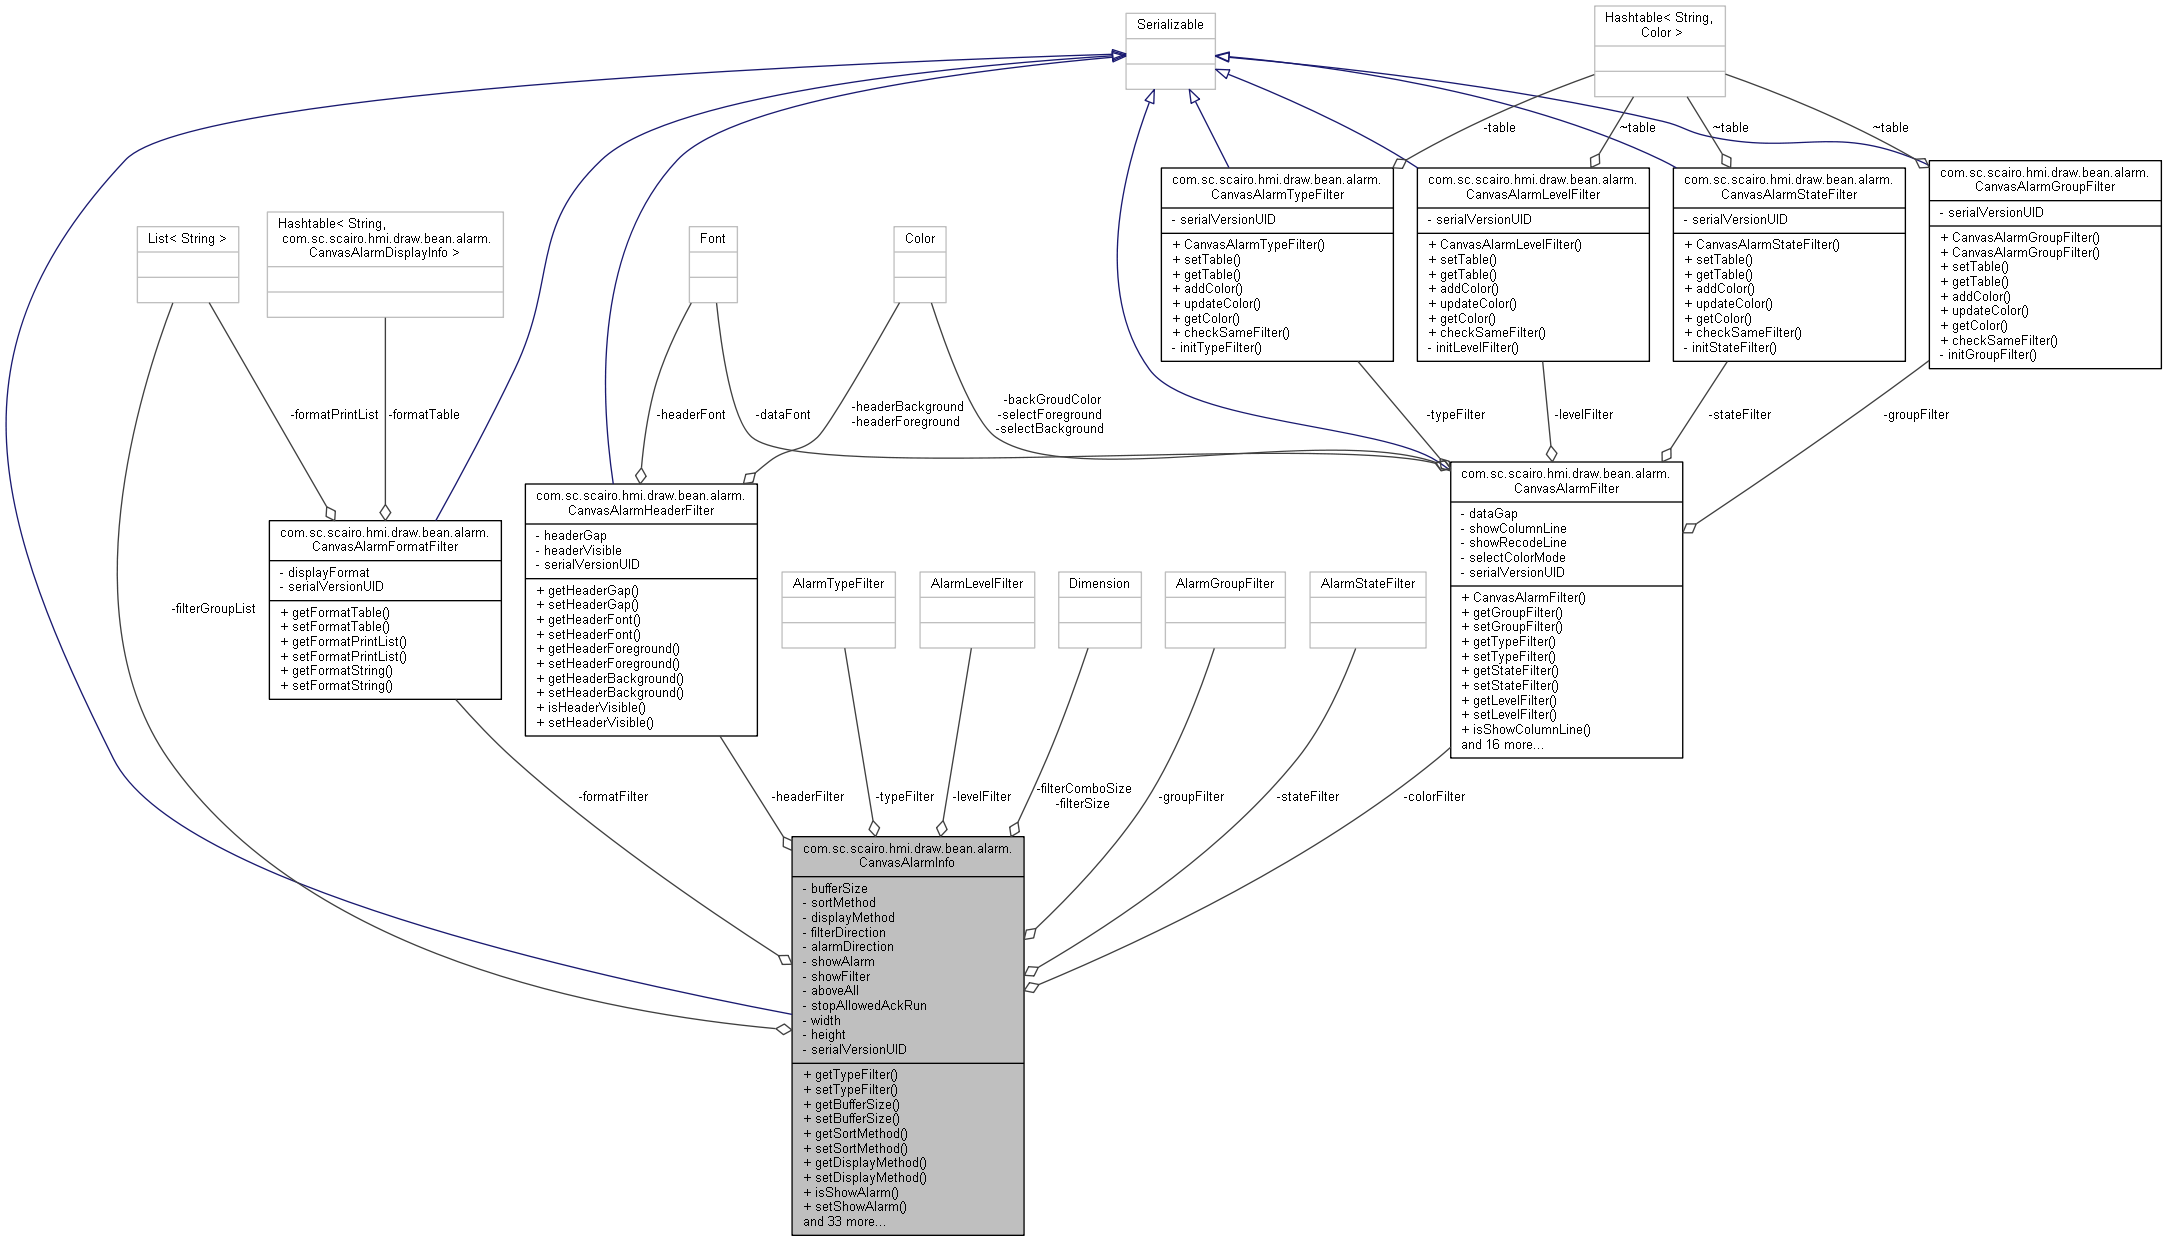 Serializable
Hashtable< String,
Color >
-table
~table
~table
~table
com.sc.scairo.hmi.draw.bean.alarm.
CanvasAlarmTypeFilter
- serialVersionUID
+ CanvasAlarmTypeFilter()
+ setTable()
+ getTable()
+ addColor()
+ updateColor()
+ getColor()
+ checkSameFilter()
- initTypeFilter()
com.sc.scairo.hmi.draw.bean.alarm.
CanvasAlarmLevelFilter
- serialVersionUID
+ CanvasAlarmLevelFilter()
+ setTable()
+ getTable()
+ addColor()
+ updateColor()
+ getColor()
+ checkSameFilter()
- initLevelFilter()
com.sc.scairo.hmi.draw.bean.alarm.
CanvasAlarmStateFilter
- serialVersionUID
+ CanvasAlarmStateFilter()
+ setTable()
+ getTable()
+ addColor()
+ updateColor()
+ getColor()
+ checkSameFilter()
- initStateFilter()
com.sc.scairo.hmi.draw.bean.alarm.
CanvasAlarmGroupFilter
- serialVersionUID
+ CanvasAlarmGroupFilter()
+ CanvasAlarmGroupFilter()
+ setTable()
+ getTable()
+ addColor()
+ updateColor()
+ getColor()
+ checkSameFilter()
- initGroupFilter()
List< String >
Hashtable< String,
com.sc.scairo.hmi.draw.bean.alarm.
CanvasAlarmDisplayInfo >
Font
Color
-formatPrintList
-formatTable
-headerFont
-dataFont
-headerBackground
-headerForeground
-backGroudColor
-selectForeground
-selectBackground
-typeFilter
-levelFilter
-stateFilter
-groupFilter
com.sc.scairo.hmi.draw.bean.alarm.
CanvasAlarmFormatFilter
- displayFormat
- serialVersionUID
+ getFormatTable()
+ setFormatTable()
+ getFormatPrintList()
+ setFormatPrintList()
+ getFormatString()
+ setFormatString()
com.sc.scairo.hmi.draw.bean.alarm.
CanvasAlarmHeaderFilter
- headerGap
- headerVisible
- serialVersionUID
+ getHeaderGap()
+ setHeaderGap()
+ getHeaderFont()
+ setHeaderFont()
+ getHeaderForeground()
+ setHeaderForeground()
+ getHeaderBackground()
+ setHeaderBackground()
+ isHeaderVisible()
+ setHeaderVisible()
com.sc.scairo.hmi.draw.bean.alarm.
CanvasAlarmFilter
- dataGap
- showColumnLine
- showRecodeLine
- selectColorMode
- serialVersionUID
+ CanvasAlarmFilter()
+ getGroupFilter()
+ setGroupFilter()
+ getTypeFilter()
+ setTypeFilter()
+ getStateFilter()
+ setStateFilter()
+ getLevelFilter()
+ setLevelFilter()
+ isShowColumnLine()
and 16 more...
AlarmTypeFilter
AlarmLevelFilter
Dimension
AlarmGroupFilter
AlarmStateFilter
-filterGroupList
-formatFilter
-headerFilter
-typeFilter
-levelFilter
-filterComboSize
-filterSize
-groupFilter
-stateFilter
-colorFilter
com.sc.scairo.hmi.draw.bean.alarm.
CanvasAlarmInfo
- bufferSize
- sortMethod
- displayMethod
- filterDirection
- alarmDirection
- showAlarm
- showFilter
- aboveAll
- stopAllowedAckRun
- width
- height
- serialVersionUID
+ getTypeFilter()
+ setTypeFilter()
+ getBufferSize()
+ setBufferSize()
+ getSortMethod()
+ setSortMethod()
+ getDisplayMethod()
+ setDisplayMethod()
+ isShowAlarm()
+ setShowAlarm()
and 33 more...